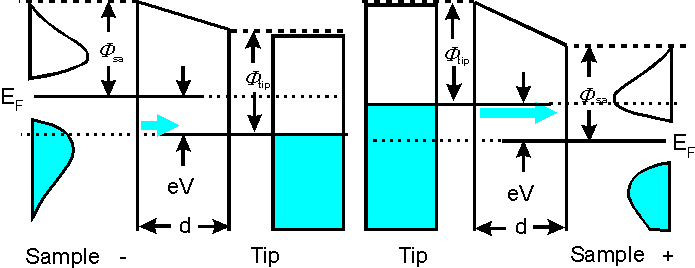 Φsa
Φtip
EF
eV
d
Sample -
Tip
Φtip
Φsa
EF
eV
d
Tip
Sample +